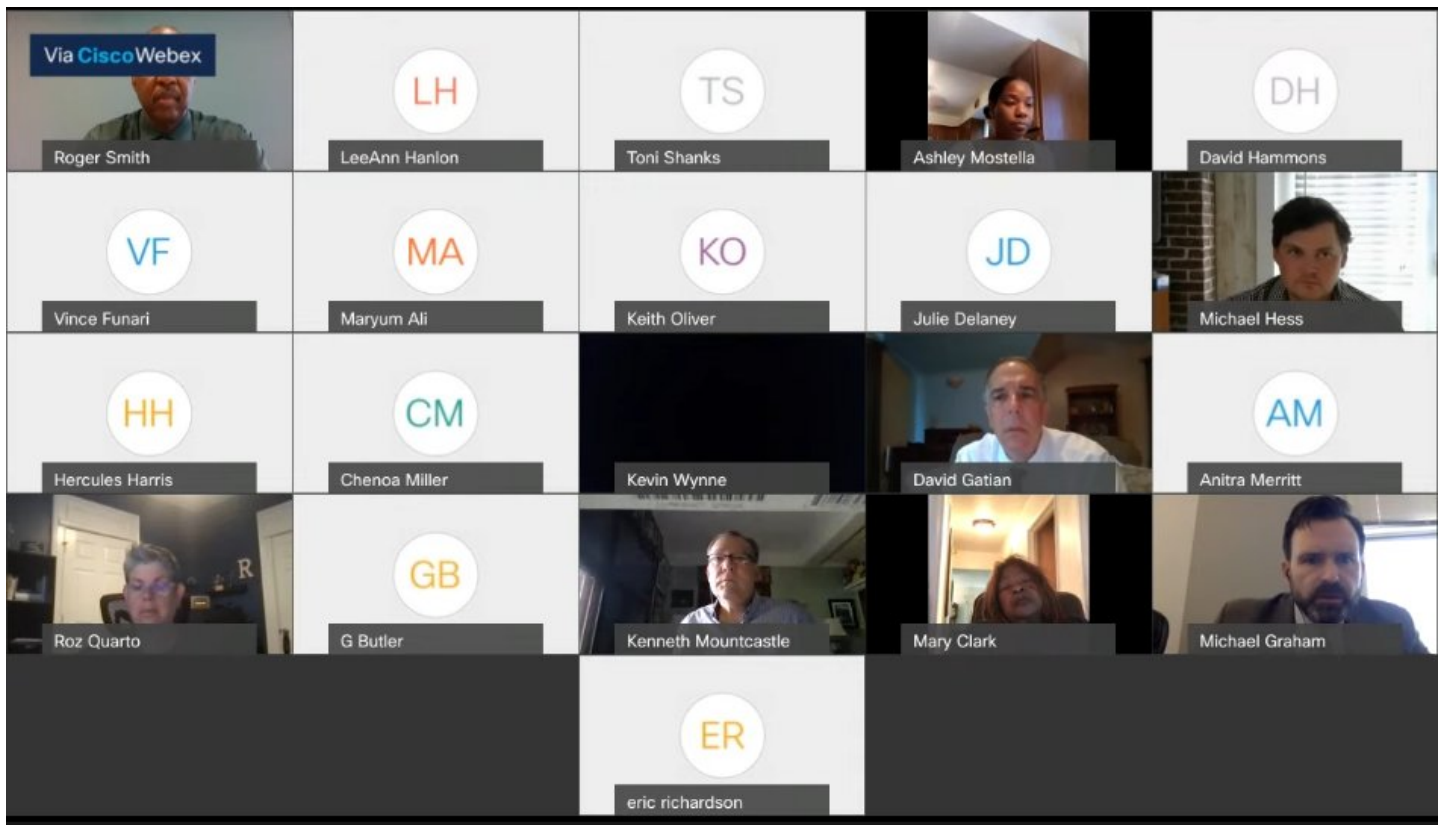 Via CiscoWebex
Roger Smith
LH
LeeAnn Hanlon
TS
Toni Shanks
Ashley Mostella
DH
David Hammons
VF
Vince Funari
MA
Maryum Ali
KO
Keith Oliver
JD
Julie Delaney
Michael Hess
HH
Hercules Harris
CM
Chenoa Miller
Kevin Wynne
David Gatian
AM
Anitra Merritt
R
Roz Quarto
GB
G Butler
Kenneth Mountcastle
Mary Clark
Michael Graham
ER
eric richardson